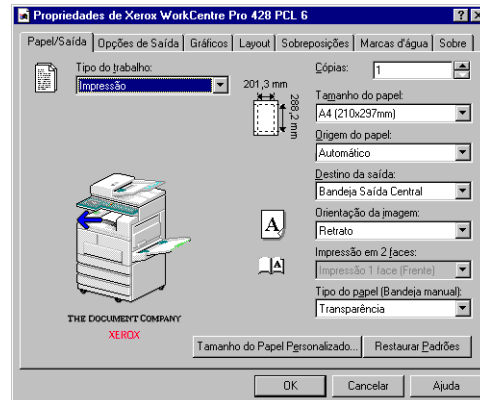 Propriedades de Xerox WorkCentre Pro 428 PCL 6
Papel/Saída Opções de Saída Gráficos Layout Sobreposições Marcas d'água Sobre
Tipo do trabalho:
Impressão
201,3 mm
288,2 mm
Cópias:
1
Tamanho do papel:
A4 (210x297mm)
Origem do papel:
Automático
Destino da saída:
Bandeja Saída Central
Orientação da imagem:
A
Retrato
Impressão em 2 faces:
A
Impressão 1 face (Frente)
Tipo do papel (Bandeja manual):
Transparência
THE DOCUMENT COMPANY
XEROX
Tamanho do Papel Personalizado... Restaurar Padrões
OK Cancelar Ajuda